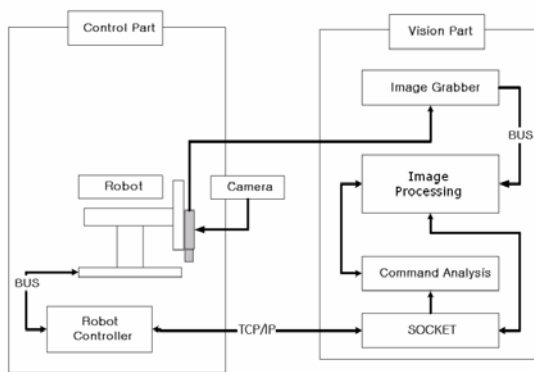 Control Part
Vision Part
Image Grabber
BUS
Image
Processing
Robot
Camera
Command Analysis
BUS
Robot
Controller
TCP/IP
SOCKET